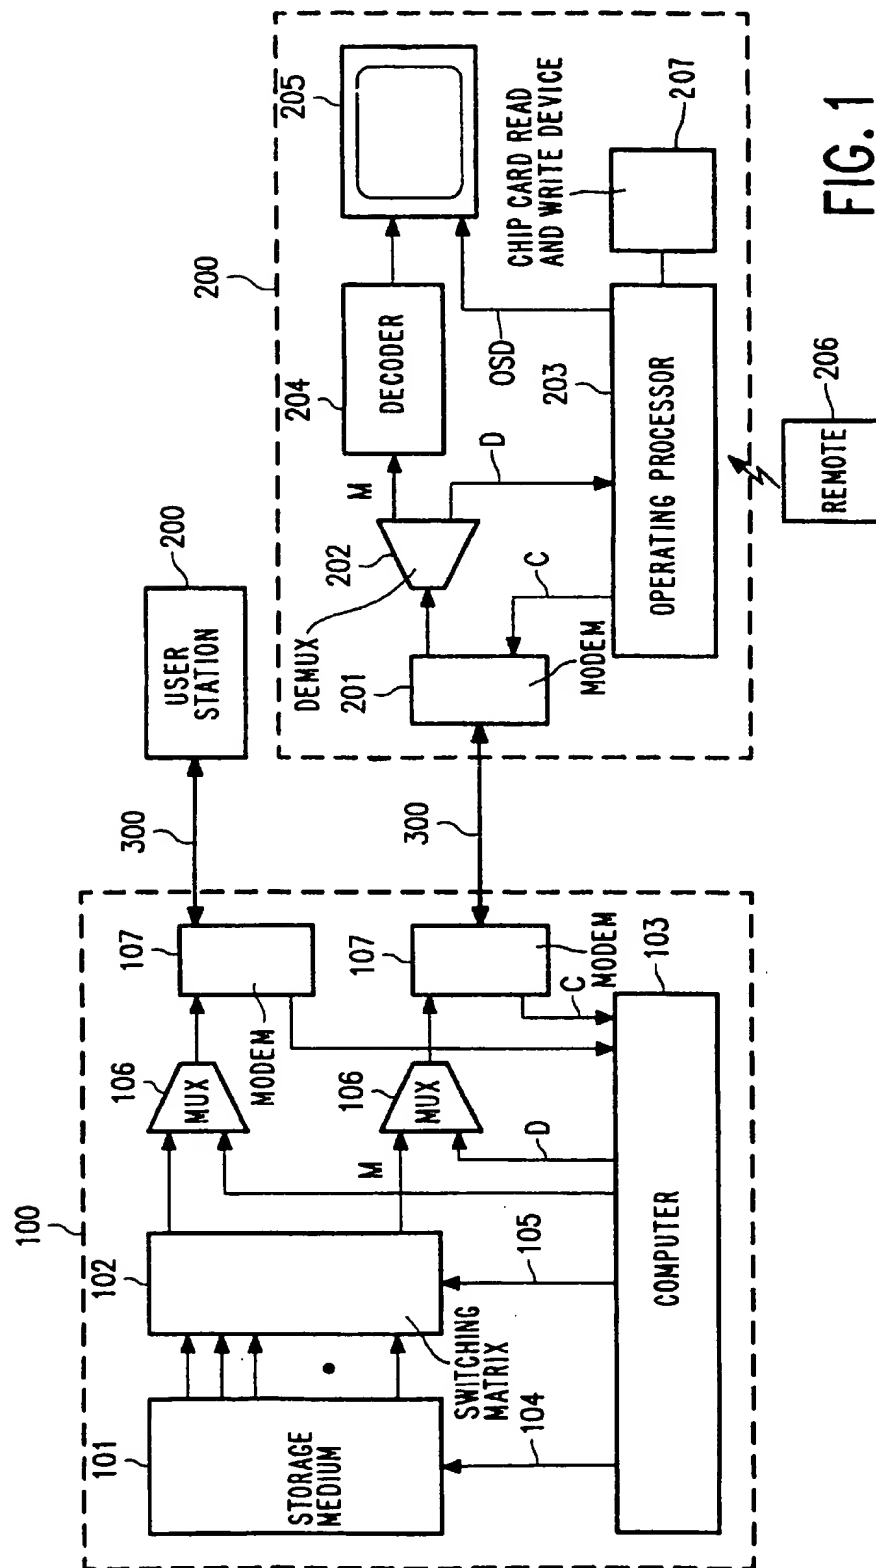 100
101
STORAGE
MEDIUM
102
SWITCHING
MATRIX
104
105
106
MUX
106
MUX
M
D
107
MODEM
107
MODEM
C
103
COMPUTER
300
300
200
USER
STATION
200
201
MODEM
DEMUX
202
M
D
C
204
DECODER
205
OSD
203
OPERATING PROCESSOR
CHIP CARD READ
AND WRITE DEVICE
207
206
REMOTE
FIG. 1